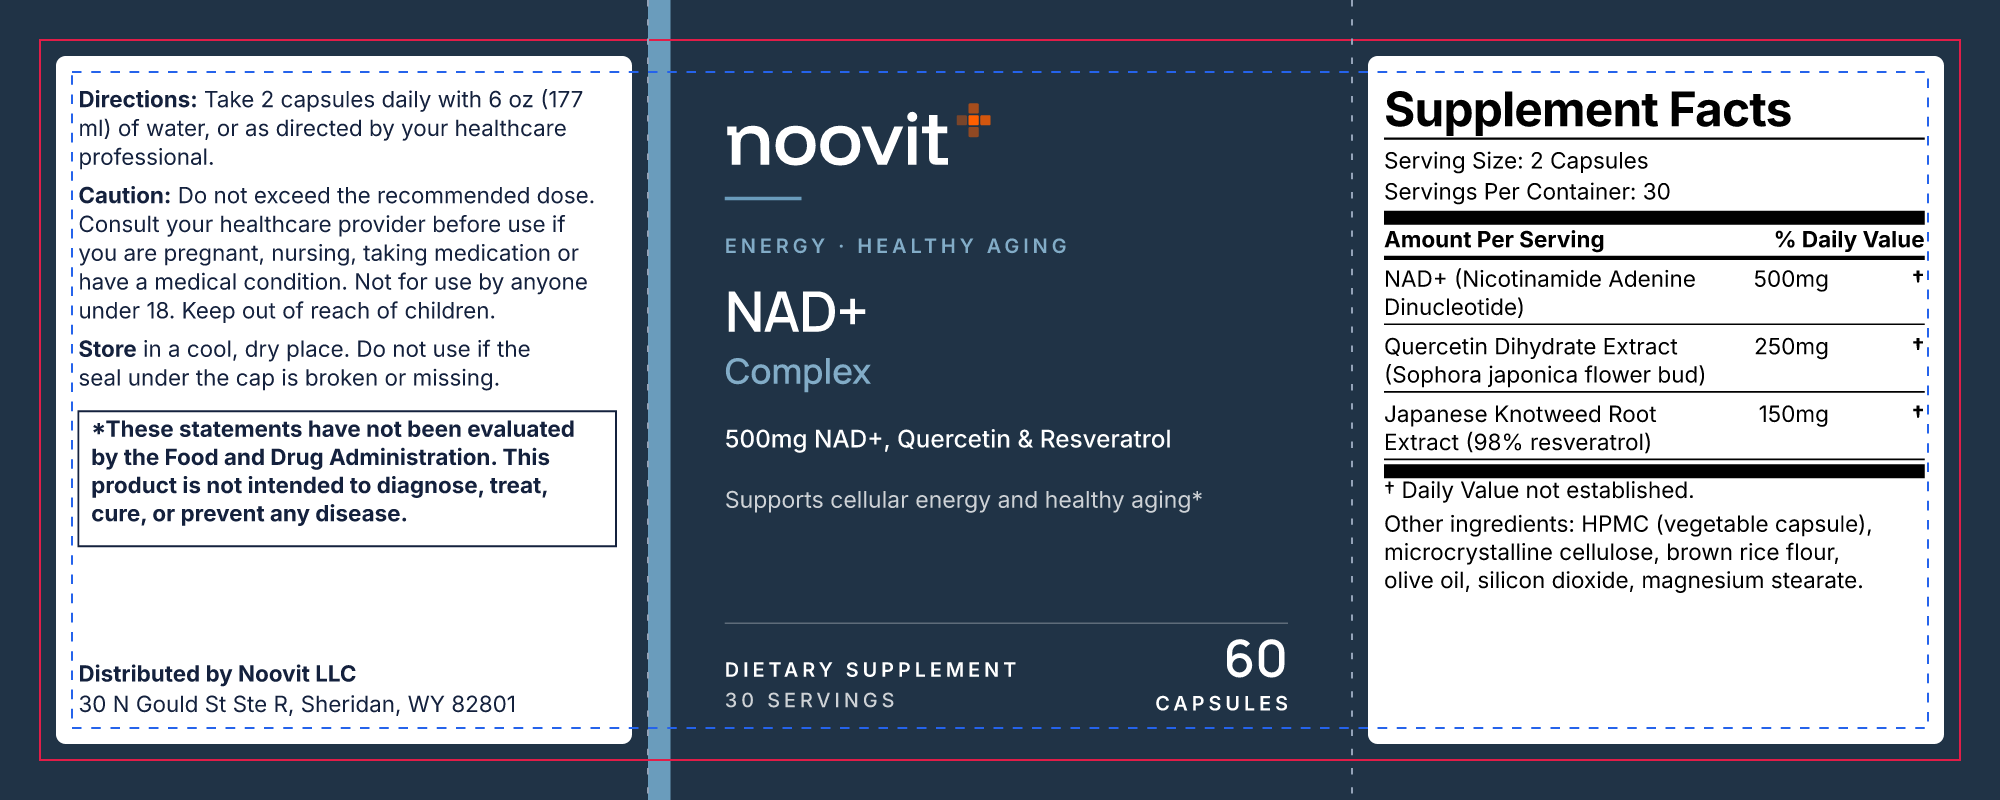 Directions: Take 2 capsules daily with 6 oz (177
ml) of water, or as directed by your healthcare
professional.
Caution: Do not exceed the recommended dose.
Consult your healthcare provider before use if
you are pregnant, nursing, taking medication or
have a medical condition. Not for use by anyone
under 18. Keep out of reach of children.
Store in a cool, dry place. Do not use if the
seal under the cap is broken or missing.
*These statements have not been evaluated
by the Food and Drug Administration. This
product is not intended to diagnose, treat,
cure, or prevent any disease.
Distributed by Noovit LLC
30 N Gould St Ste R, Sheridan, WY 82801
noovit
ENERGY · HEALTHY AGING
NAD+
Complex
500mg NAD+, Quercetin & Resveratrol
Supports cellular energy and healthy aging*
DIETARY SUPPLEMENT
30 SERVINGS
60
CAPSULES
Supplement Facts
Serving Size: 2 Capsules
Servings Per Container: 30
Amount Per Serving % Daily Value
NAD+ (Nicotinamide Adenine 500mg †
Dinucleotide)
Quercetin Dihydrate Extract 250mg †
(Sophora japonica flower bud)
Japanese Knotweed Root 150mg †
Extract (98% resveratrol)
† Daily Value not established.
Other ingredients: HPMC (vegetable capsule),
microcrystalline cellulose, brown rice flour,
olive oil, silicon dioxide, magnesium stearate.